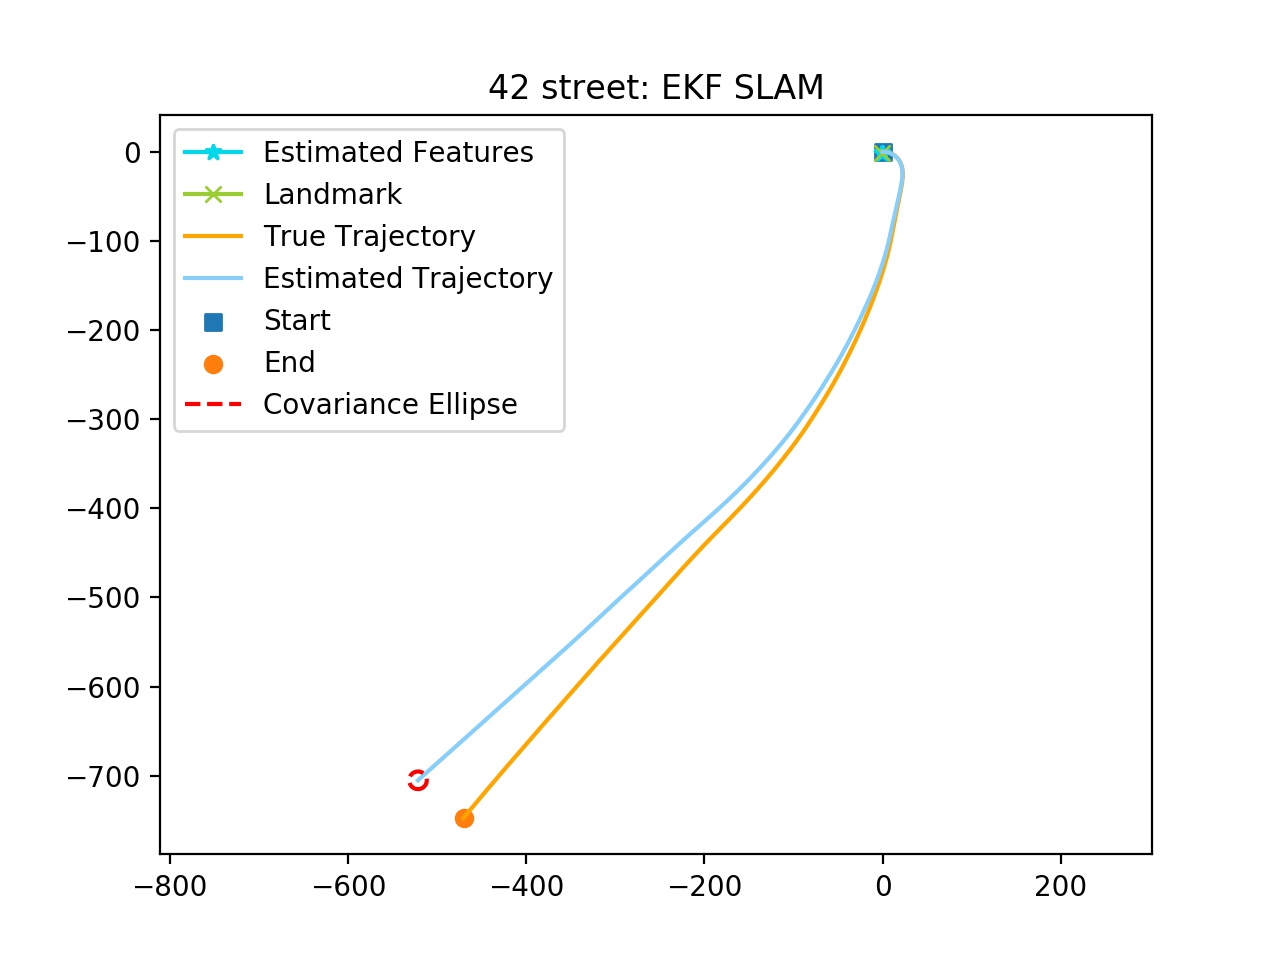 42 street: EKF SLAM
Estimated Features
Landmark
True Trajectory
Estimated Trajectory
Start
End
Covariance Ellipse
0
−100
−200
−300
−400
−500
−600
−700
−800 −600 −400 −200 0 200